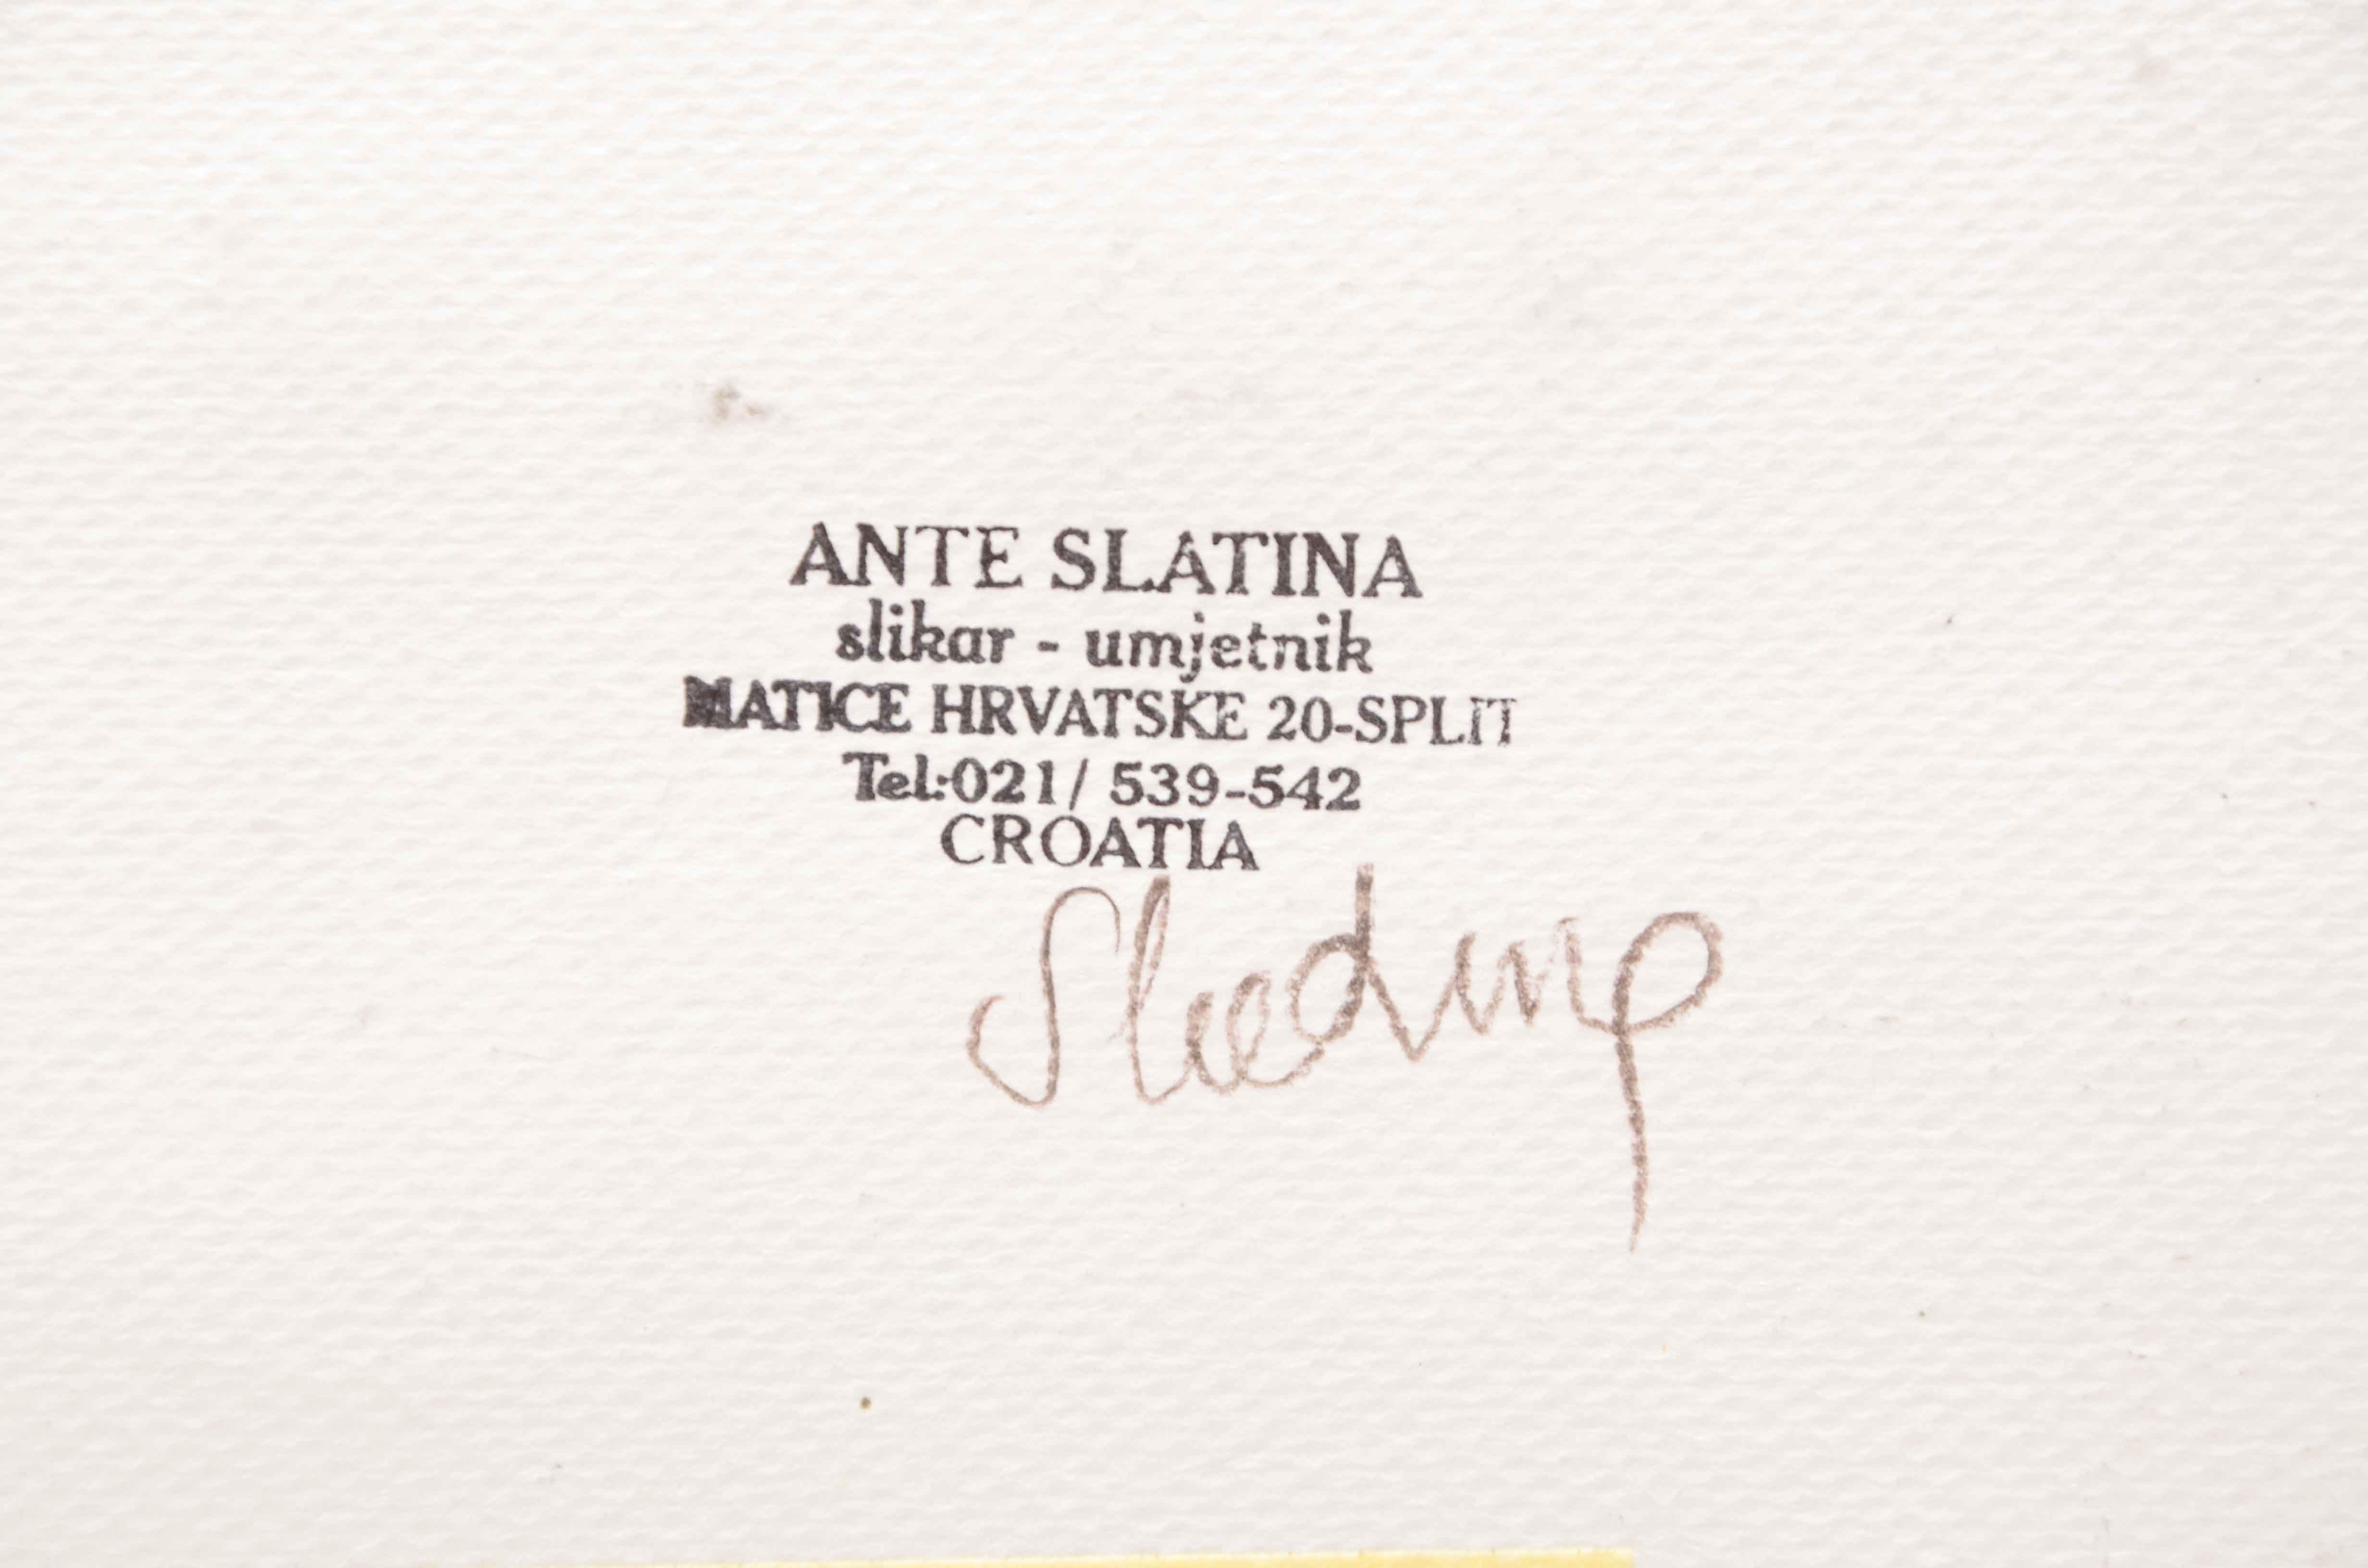 ANTE SLATINA
slikar - umjetnik
MATICE HRVATSKE 20-SPLIT
Tel:021/ 539-542
CROATIA